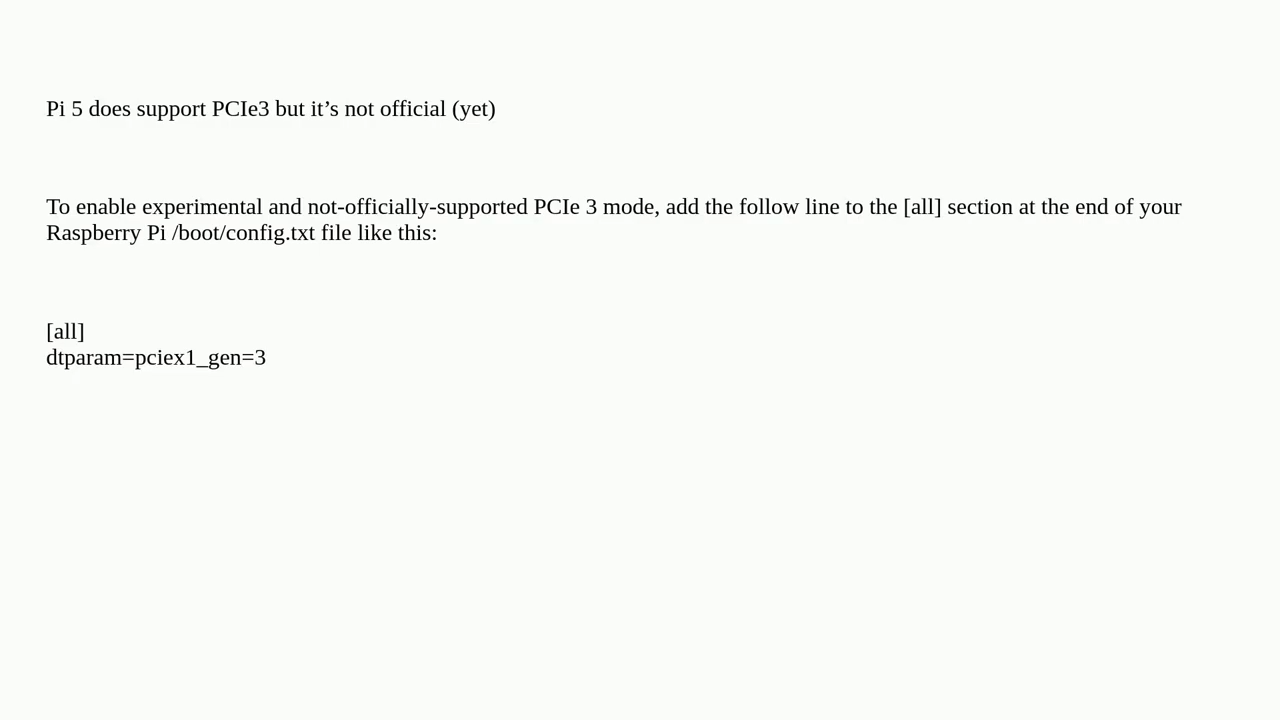 Pi 5 does support PCIe3 but it’s not official (yet)
To enable experimental and not-officially-supported PCIe 3 mode, add the follow line to the [all] section at the end of your
Raspberry Pi /boot/config.txt file like this:
[all]
dtparam=pciex1_gen=3